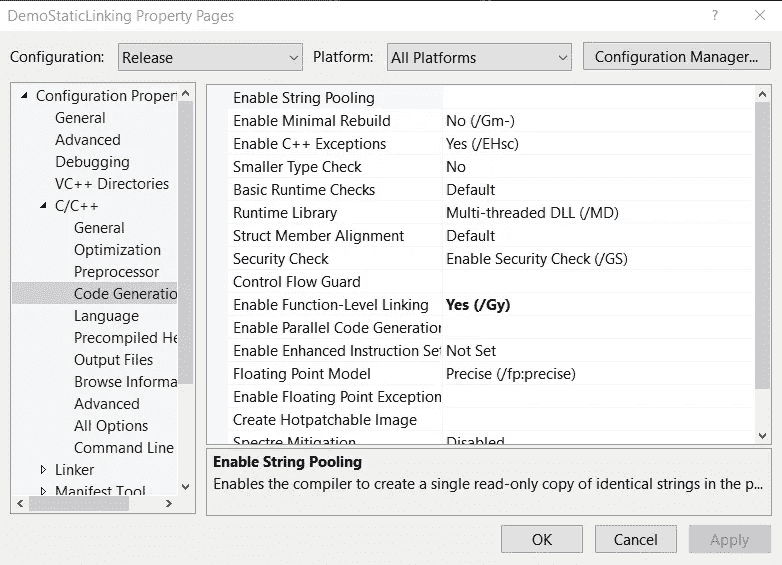 DemoStaticLinking Property Pages ?
Configuration: Release Platform: All Platforms Configuration Manager...
Configuration Proper
General
Advanced
Debugging
VC++ Directories
C/C++
General
Optimization
Preprocessor
Code Generatio
Language
Precompiled He
Output Files
Browse Informa
Advanced
All Options
Command Line
Linker
Manifest Tool
Enable String Pooling
Enable Minimal Rebuild No (/Gm-)
Enable C++ Exceptions Yes (/EHsc)
Smaller Type Check No
Basic Runtime Checks Default
Runtime Library Multi-threaded DLL (/MD)
Struct Member Alignment Default
Security Check Enable Security Check (/GS)
Control Flow Guard
Enable Function-Level Linking Yes (/Gy)
Enable Parallel Code Generation
Enable Enhanced Instruction Set Not Set
Floating Point Model Precise (/fp:precise)
Enable Floating Point Exception
Create Hotpatchable Image
Spectre Mitigation Disabled
Enable String Pooling
Enables the compiler to create a single read-only copy of identical strings in the p...
OK Cancel Apply